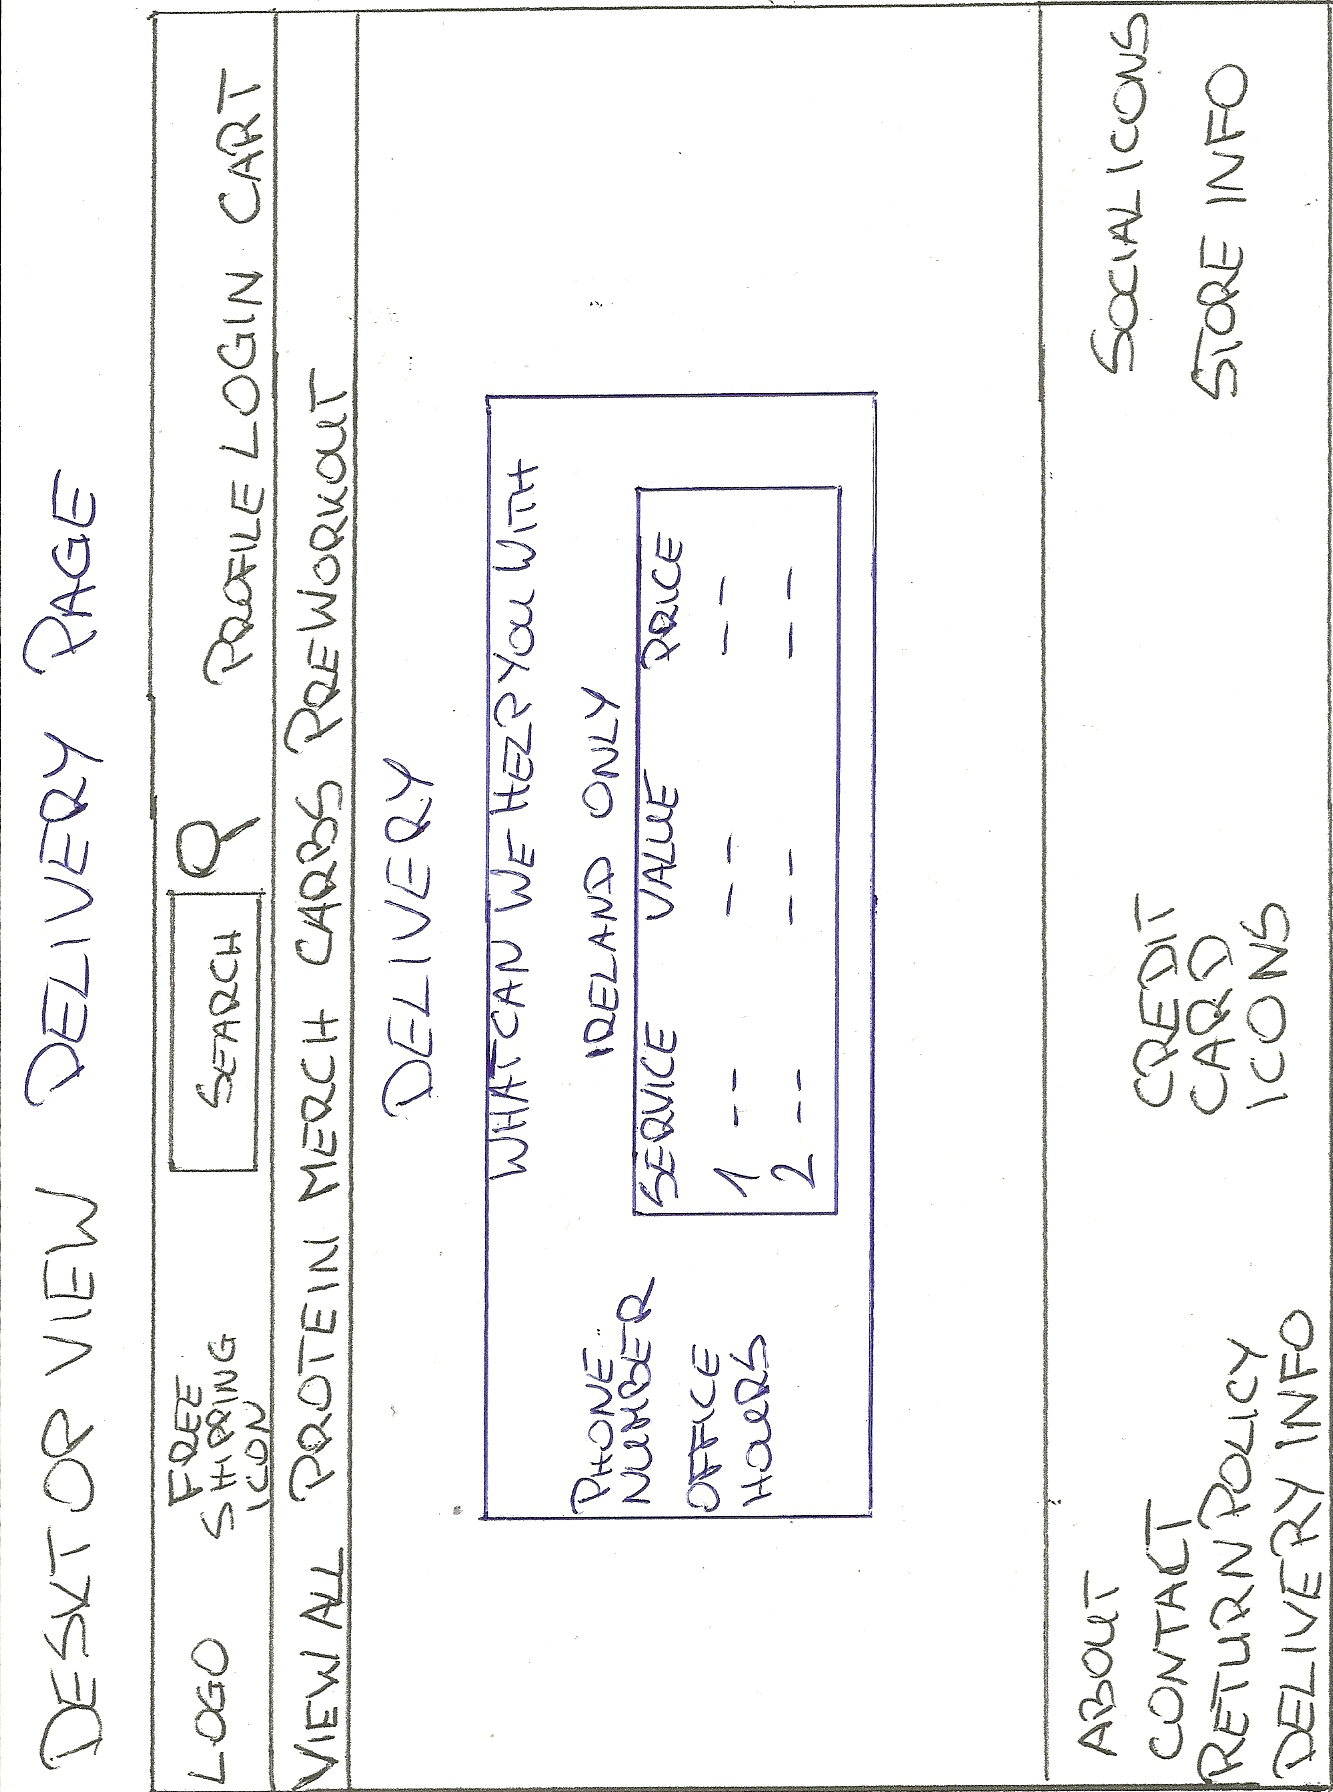 DESKTOP VIEW DELIVERY PAGE
LOGO FREE SHIPPING ICON SEARCH PROFILE LOGIN CART
VIEW ALL PROTEIN MERCH CARBS PREWORKOUT
DELIVERY
WHAT CAN WE HELP YOU WITH
PHONE
NUMBER
OFFICE
HOURS
IRELAND ONLY
SERVICE VALUE PRICE
1 -- -- --
2 -- -- --
ABOUT
CONTACT
RETURN POLICY
DELIVERY INFO
CREDIT
CARD
ICONS
SOCIAL ICONS
STORE INFO